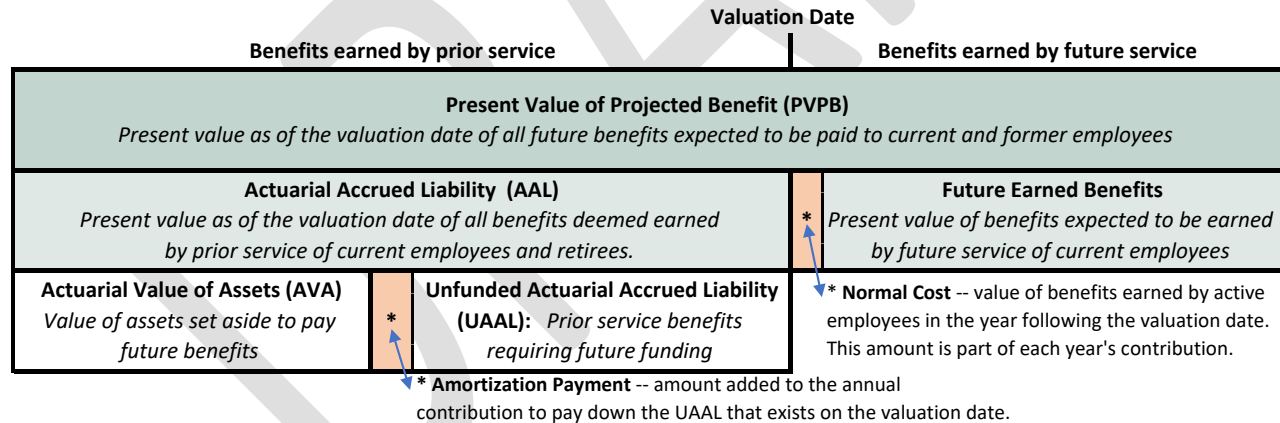 Valuation Date
Benefits earned by prior service
Benefits earned by future service
Present Value of Projected Benefit (PVPB)
Present value as of the valuation date of all future benefits expected to be paid to current and former employees
Actuarial Accrued Liability (AAL)
Present value as of the valuation date of all benefits deemed earned
by prior service of current employees and retirees.
*
Future Earned Benefits
Present value of benefits expected to be earned
by future service of current employees
Actuarial Value of Assets (AVA)
Value of assets set aside to pay
future benefits
*
Unfunded Actuarial Accrued Liability
(UAAL): Prior service benefits
requiring future funding
* Normal Cost -- value of benefits earned by active
employees in the year following the valuation date.
This amount is part of each year's contribution.
* Amortization Payment -- amount added to the annual
contribution to pay down the UAAL that exists on the valuation date.